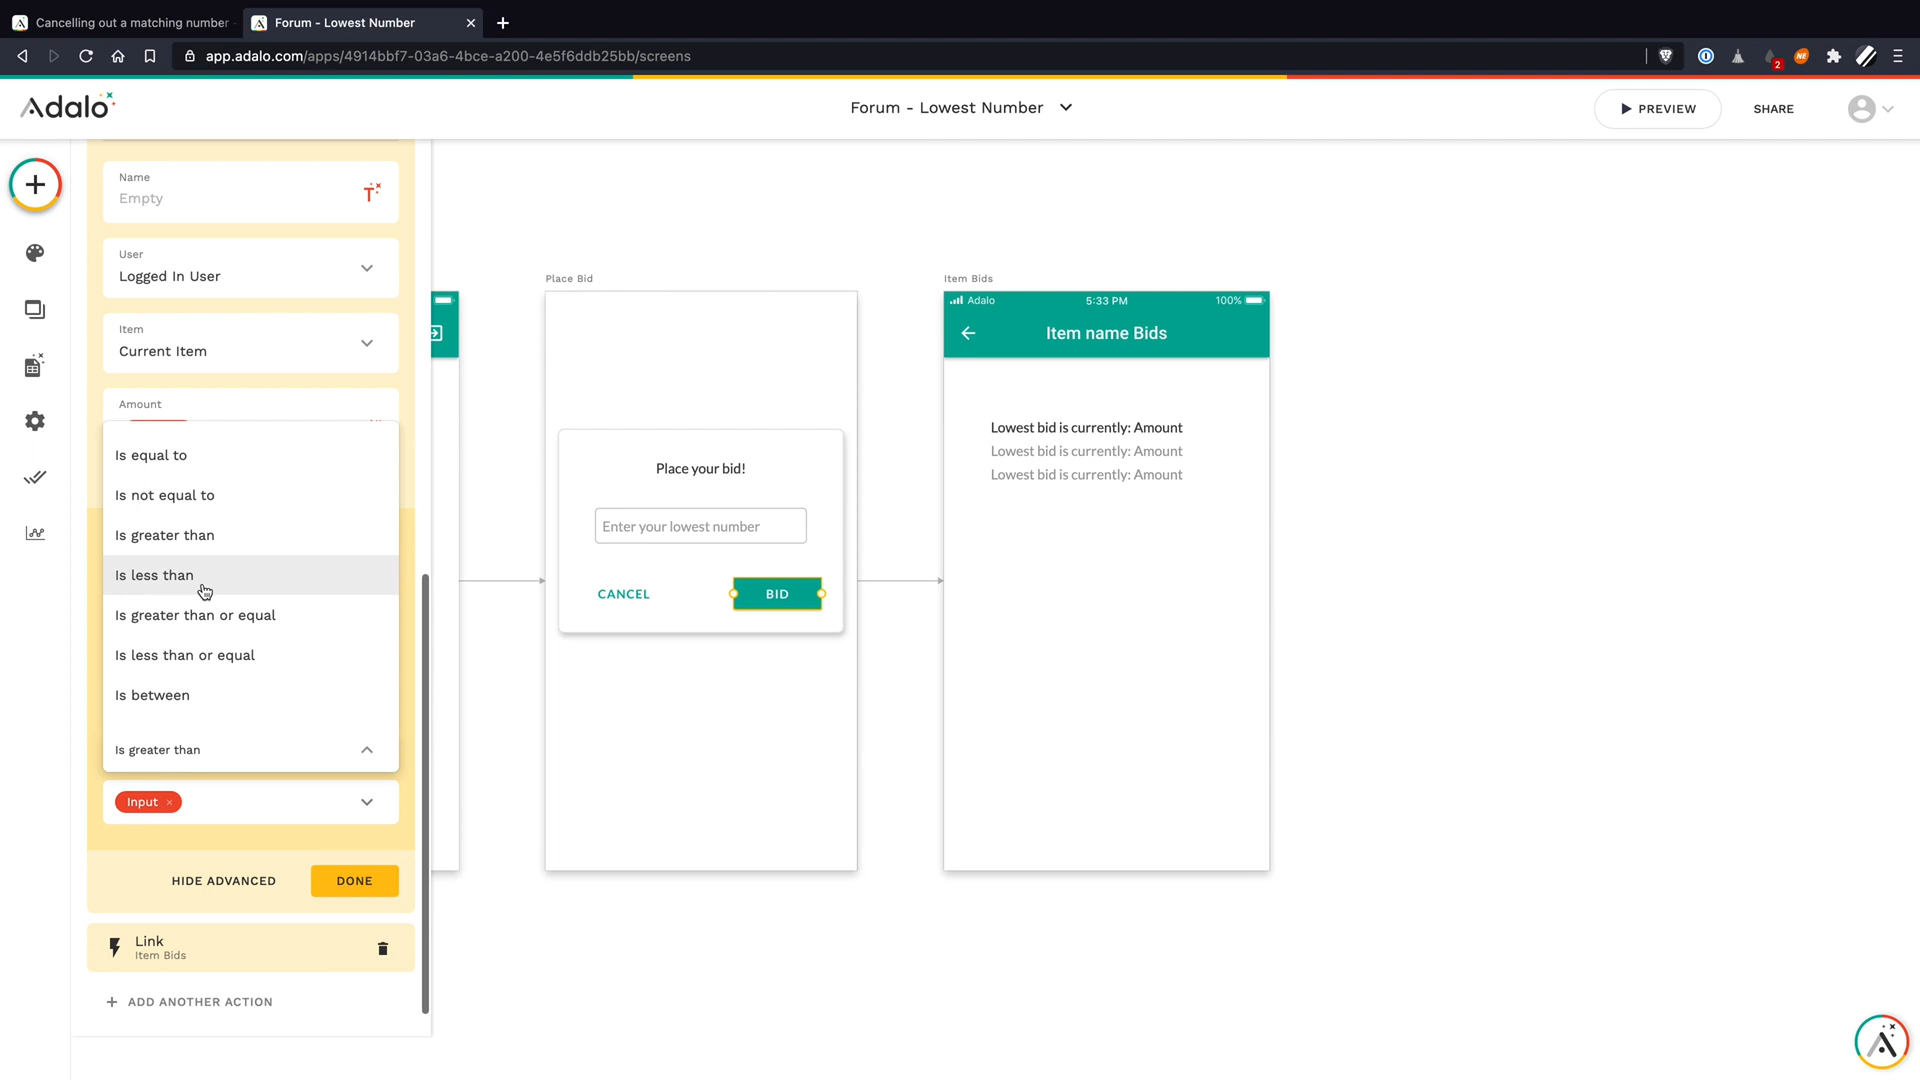 Cancelling out a matching number
Forum - Lowest Number
app.adalo.com/apps/4914bbf7-03a6-4bce-a200-4e5f6ddb25bb/screens
2
NE
Adalo
Forum - Lowest Number
PREVIEW
SHARE
Name
Empty
User
Logged In User
Item
Current Item
Amount
Is equal to
Is not equal to
Is greater than
Is less than
Is greater than or equal
Is less than or equal
Is between
Is greater than
Input ×
HIDE ADVANCED
DONE
Link
Item Bids
+ ADD ANOTHER ACTION
Place Bid
Place your bid!
Enter your lowest number
CANCEL
BID
Item Bids
Adalo
5:33 PM
100%
Item name Bids
Lowest bid is currently: Amount
Lowest bid is currently: Amount
Lowest bid is currently: Amount